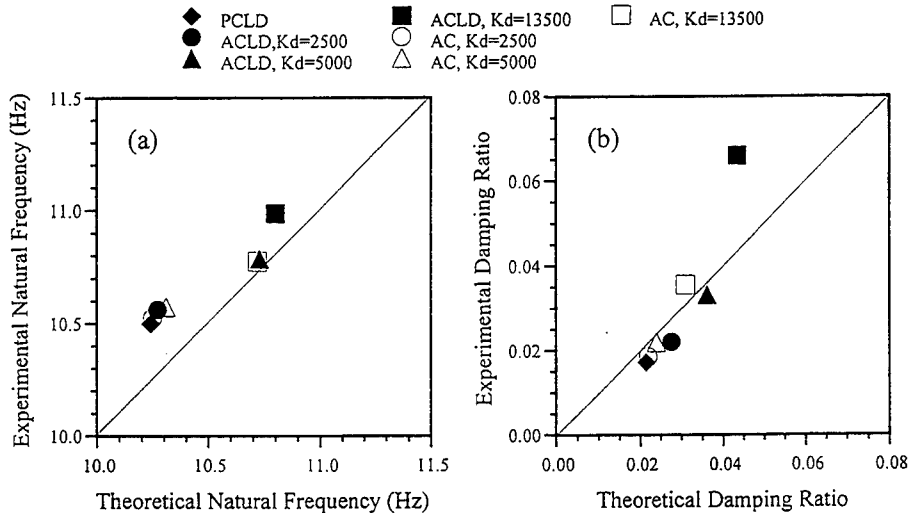 PCLD ACLD, Kd=13500 AC, Kd=13500
ACLD,Kd=2500 AC, Kd=2500
ACLD, Kd=5000 AC, Kd=5000
11.5
11.0
10.5
10.0
Experimental Natural Frequency (Hz)
(a)
10.0 10.5 11.0 11.5
Theoretical Natural Frequency (Hz)
0.08
0.06
0.04
0.02
0.00
Experimental Damping Ratio
(b)
0.00 0.02 0.04 0.06 0.08
Theoretical Damping Ratio